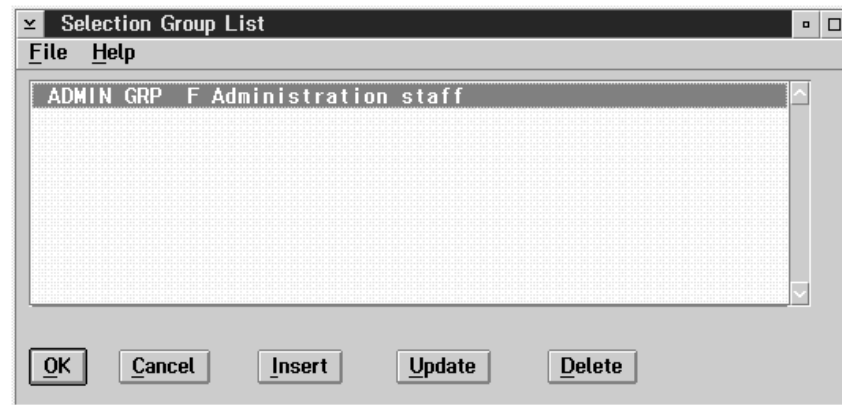 Selection Group List
File Help
ADMIN GRP F Administration staff
OK Cancel Insert Update Delete